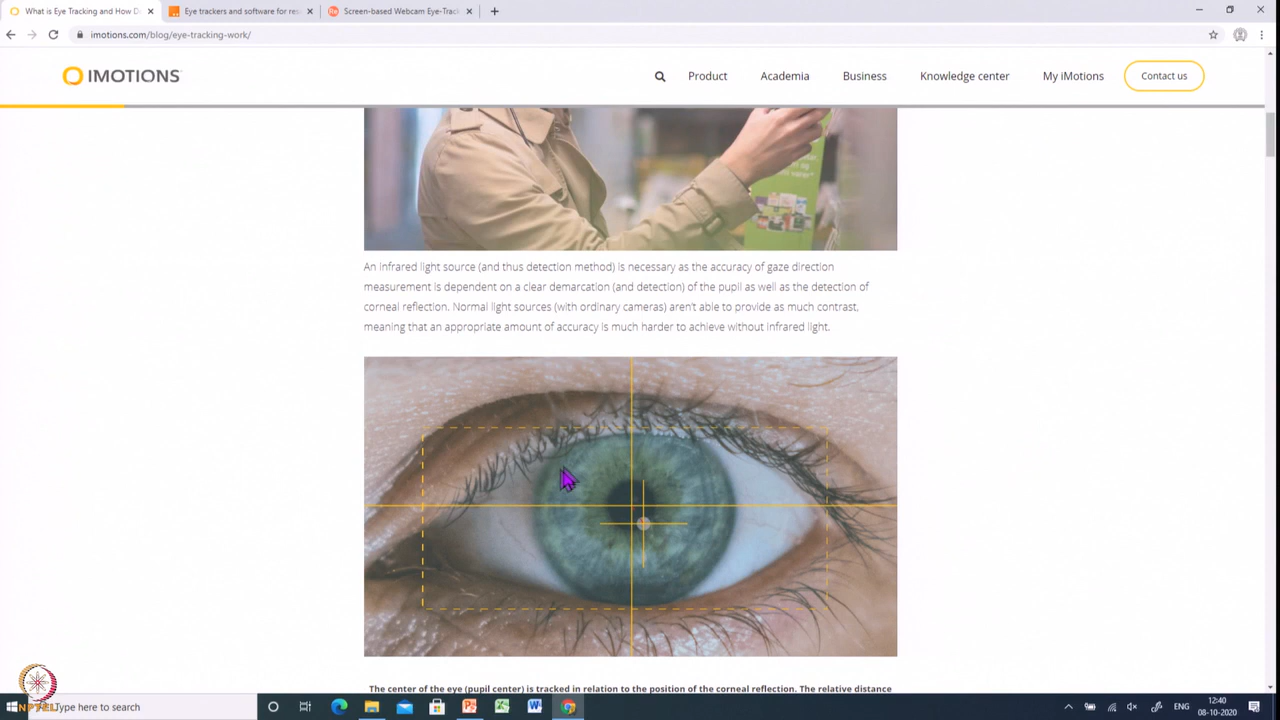 What is Eye Tracking and How D
Eye trackers and software for res
Screen-based Webcam Eye-Trac
imotions.com/blog/eye-tracking-work/
IMOTIONS
Product
Academia
Business
Knowledge center
My iMotions
Contact us
An infrared light source (and thus detection method) is necessary as the accuracy of gaze direction
measurement is dependent on a clear demarcation (and detection) of the pupil as well as the detection of
corneal reflection. Normal light sources (with ordinary cameras) aren't able to provide as much contrast,
meaning that an appropriate amount of accuracy is much harder to achieve without infrared light.
The center of the eye (pupil center) is tracked in relation to the position of the corneal reflection. The relative distance
NPTEL
Type here to search
ENG
12:40
08-10-2020